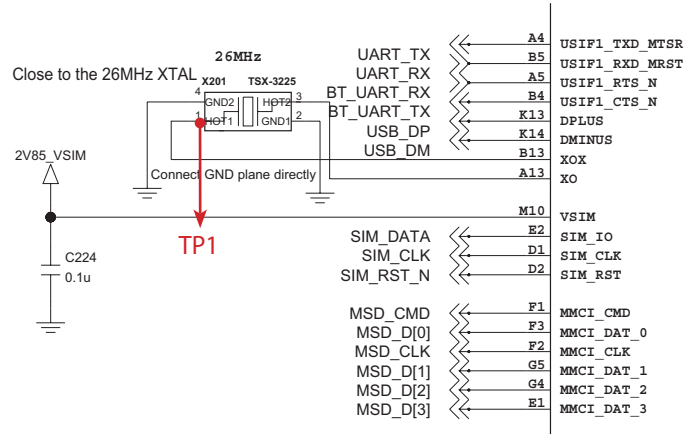 26MHz
Close to the 26MHz XTAL
X201 TSX-3225
4 GND2 HOT2 3
1 HOT1 GND1 2
Connect GND plane directly
TP1
2V85_VSIM
C224
0.1u
UART_TX A4 USIF1_TXD_MTSR
UART_RX B5 USIF1_RXD_MRST
BT_UART_RX A5 USIF1_RTS_N
BT_UART_TX B4 USIF1_CTS_N
USB_DP K13 DPLUS
USB_DM K14 DMINUS
B13 XOX
A13 XO
M10 VSIM
SIM_DATA E2 SIM_IO
SIM_CLK D1 SIM_CLK
SIM_RST_N D2 SIM_RST
MSD_CMD F1 MMCI_CMD
MSD_D[0] F3 MMCI_DAT_0
MSD_CLK F2 MMCI_CLK
MSD_D[1] G5 MMCI_DAT_1
MSD_D[2] G4 MMCI_DAT_2
MSD_D[3] E1 MMCI_DAT_3